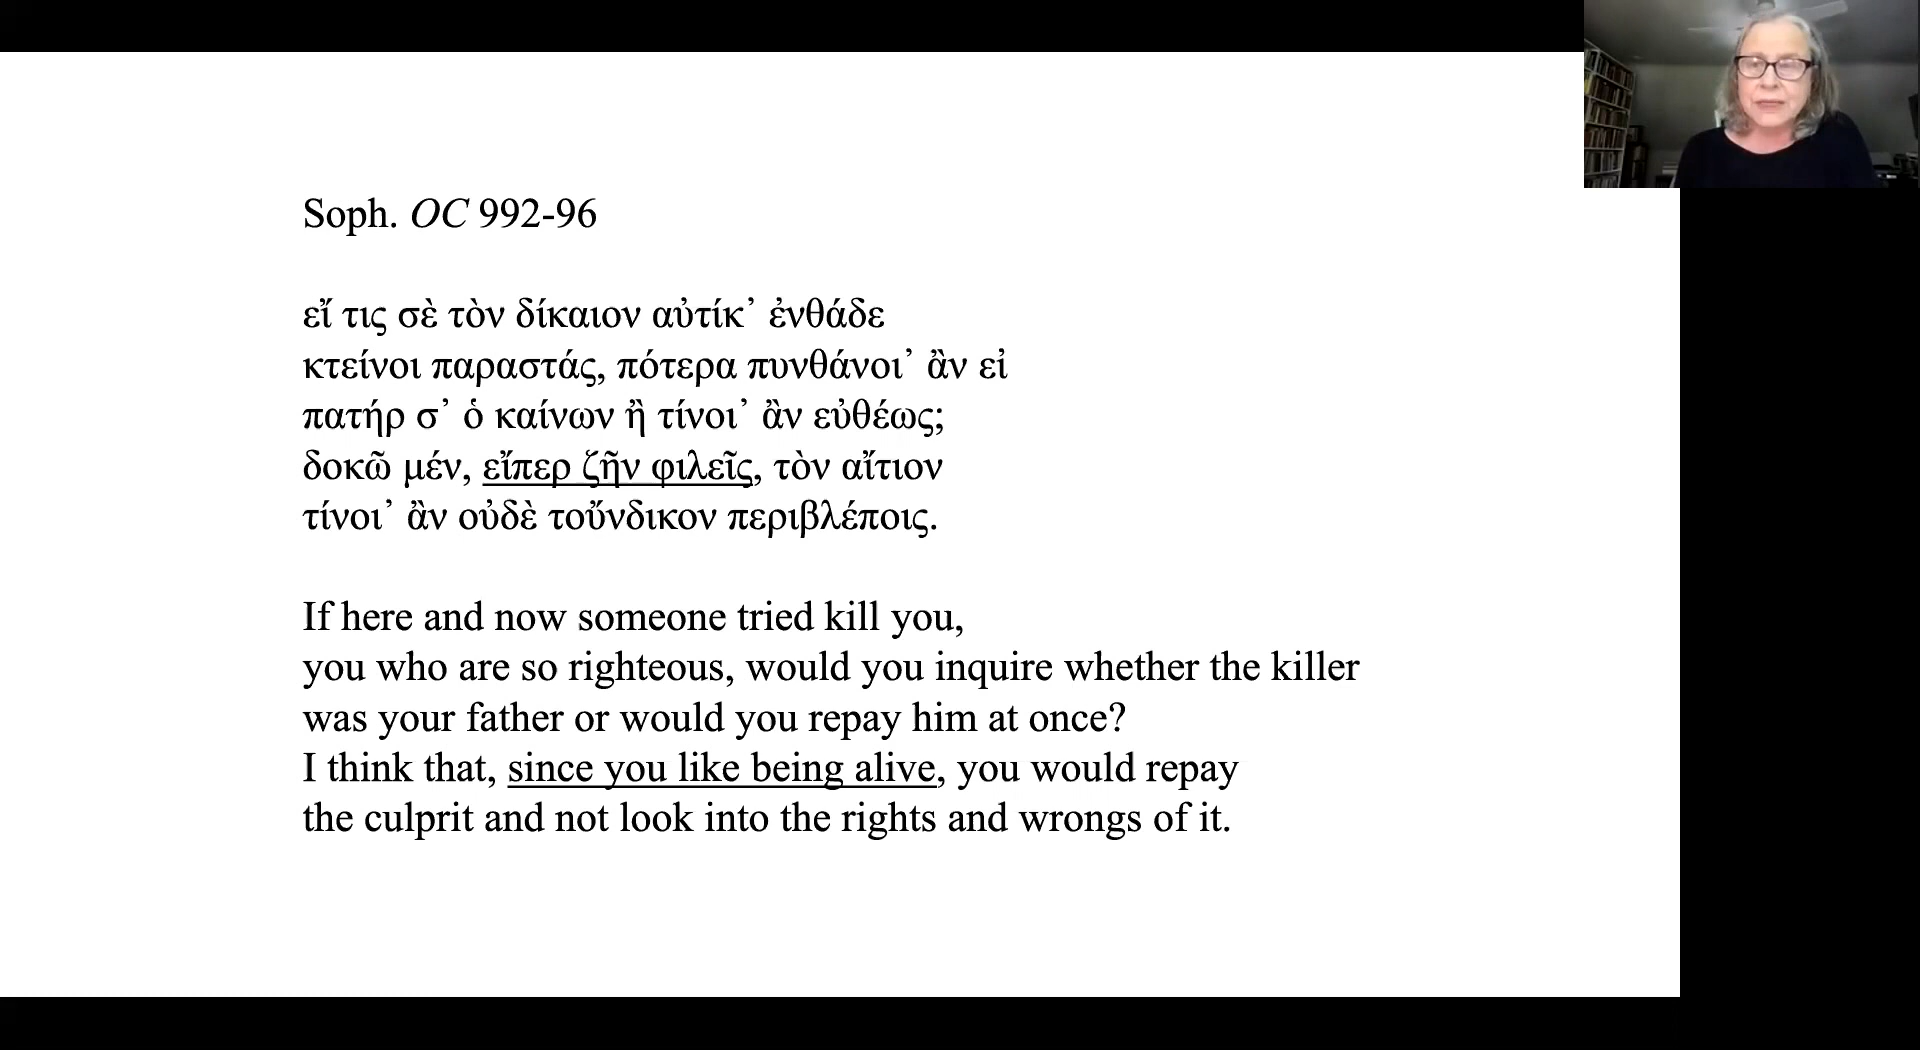 Soph. OC 992-96
εἴ τις σὲ τὸν δίκαιον αὐτίκ’ ἐνθάδε
κτείνοι παραστάς, πότερα πυνθάνοι’ ἂν εἰ
πατήρ σ’ ὁ καίνων ἢ τίνοι’ ἂν εὐθέως;
δοκῶ μέν, εἴπερ ζῆν φιλεῖς, τὸν αἴτιον
τίνοι’ ἂν οὐδὲ τοὔνδικον περιβλέποις.
If here and now someone tried kill you,
you who are so righteous, would you inquire whether the killer
was your father or would you repay him at once?
I think that, since you like being alive, you would repay
the culprit and not look into the rights and wrongs of it.